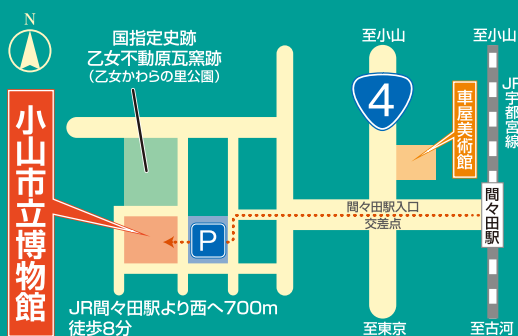 N
国指定史跡
乙女不動原瓦窯跡
（乙女かわらの里公園）
至小山
至小山
4
JR宇都宮線
車屋美術館
小山市立博物館
間々田駅入口
交差点
間々田駅
P
JR間々田駅より西へ700m
徒歩8分
至東京
至古河